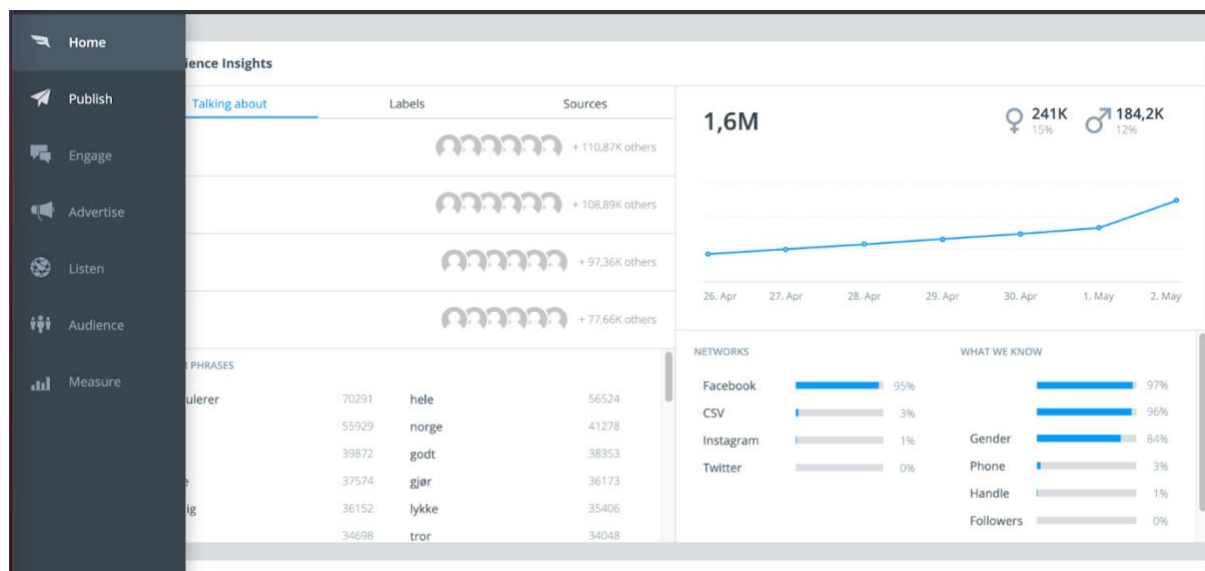 Home
Publish
Engage
Advertise
Listen
Audience
Measure
ience Insights
Talking about Labels Sources
+ 110,87K others
+ 108,89K others
+ 97,36K others
+ 77,66K others
PHRASES
ulerer 70291 hele 56524
55929 norge 41278
39872 godt 38353
37574 gjør 36173
ig 36152 lykke 35406
34698 tror 34048
1,6M
241K 184,2K
15% 12%
26. Apr 27. Apr 28. Apr 29. Apr 30. Apr 1. May 2. May
NETWORKS
Facebook 95%
CSV 3%
Instagram 1%
Twitter 0%
WHAT WE KNOW
97%
96%
Gender 84%
Phone 3%
Handle 1%
Followers 0%